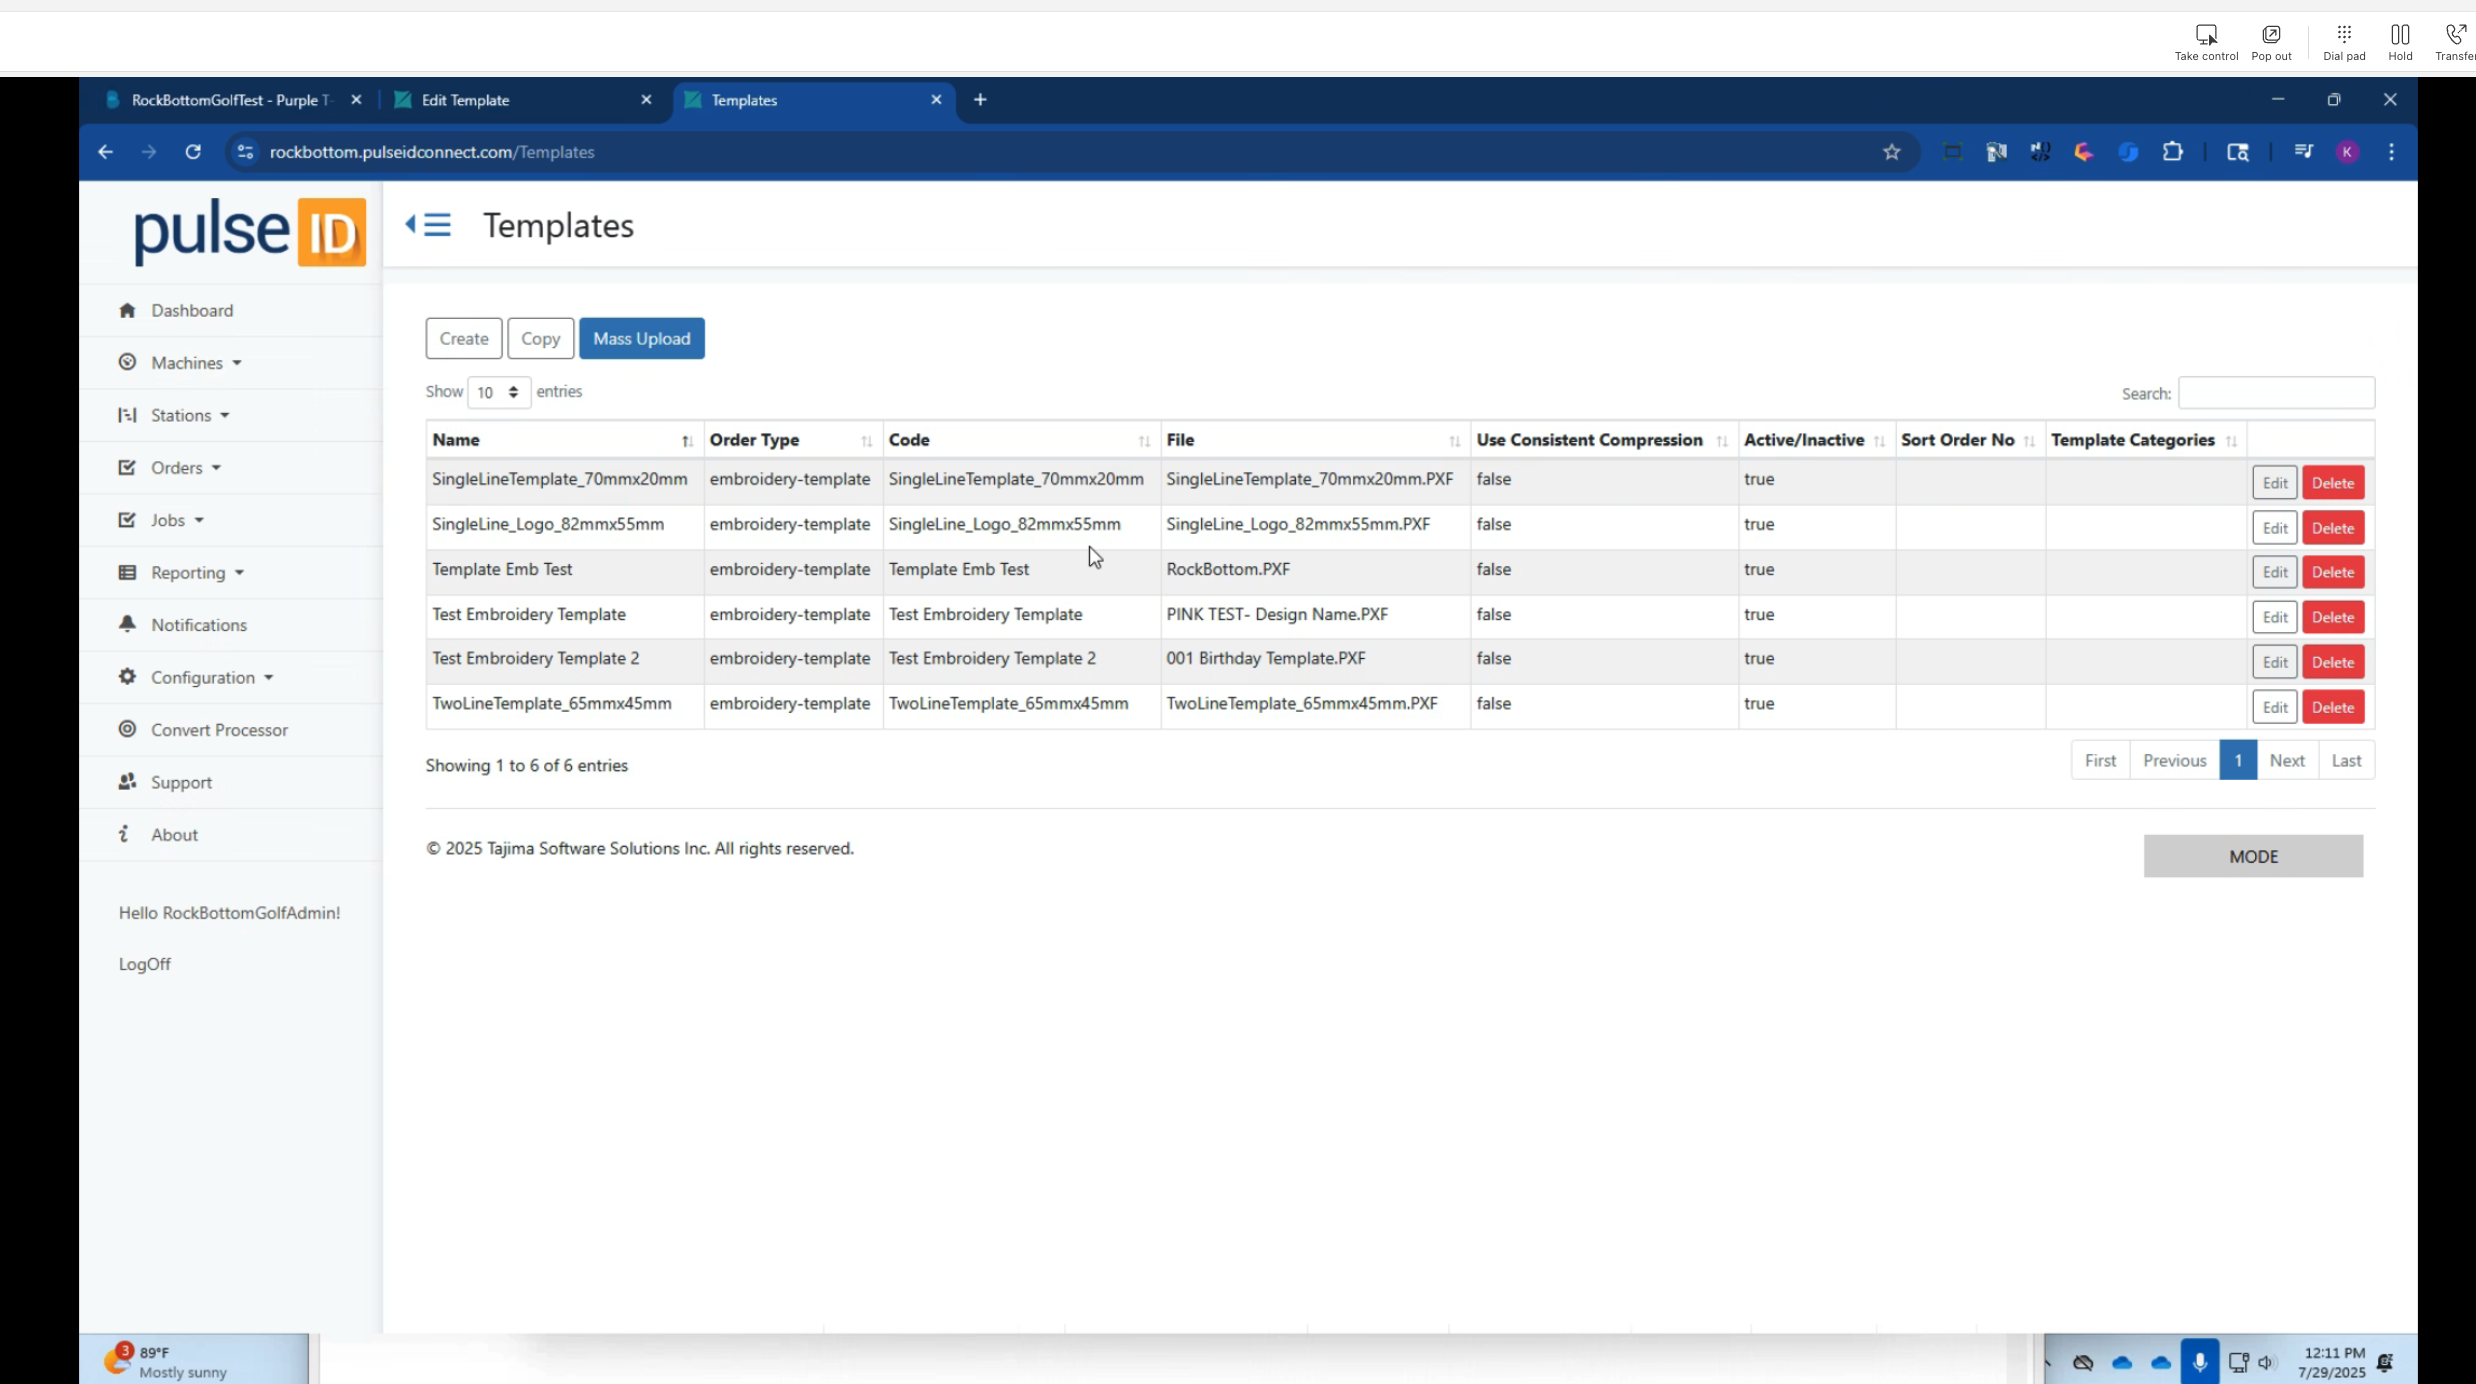 Take control Pop out Dial pad Hold Transfer
RockBottomGolfTest - Purple T Edit Template Templates
rockbottom.pulseidconnect.com/Templates K
pulse ID
Templates
Dashboard
Machines
Stations
Orders
Jobs
Reporting
Notifications
Configuration
Convert Processor
Support
About
Hello RockBottomGolfAdmin!
LogOff
Create Copy Mass Upload
Show 10 entries Search:
Name Order Type Code File Use Consistent Compression Active/Inactive Sort Order No Template Categories
SingleLineTemplate_70mmx20mm embroidery-template SingleLineTemplate_70mmx20mm SingleLineTemplate_70mmx20mm.PXF false true Edit Delete
SingleLine_Logo_82mmx55mm embroidery-template SingleLine_Logo_82mmx55mm SingleLine_Logo_82mmx55mm.PXF false true Edit Delete
Template Emb Test embroidery-template Template Emb Test RockBottom.PXF false true Edit Delete
Test Embroidery Template embroidery-template Test Embroidery Template PINK TEST- Design Name.PXF false true Edit Delete
Test Embroidery Template 2 embroidery-template Test Embroidery Template 2 001 Birthday Template.PXF false true Edit Delete
TwoLineTemplate_65mmx45mm embroidery-template TwoLineTemplate_65mmx45mm TwoLineTemplate_65mmx45mm.PXF false true Edit Delete
Showing 1 to 6 of 6 entries First Previous 1 Next Last
© 2025 Tajima Software Solutions Inc. All rights reserved. MODE
3 89°F
Mostly sunny
12:11 PM
7/29/2025